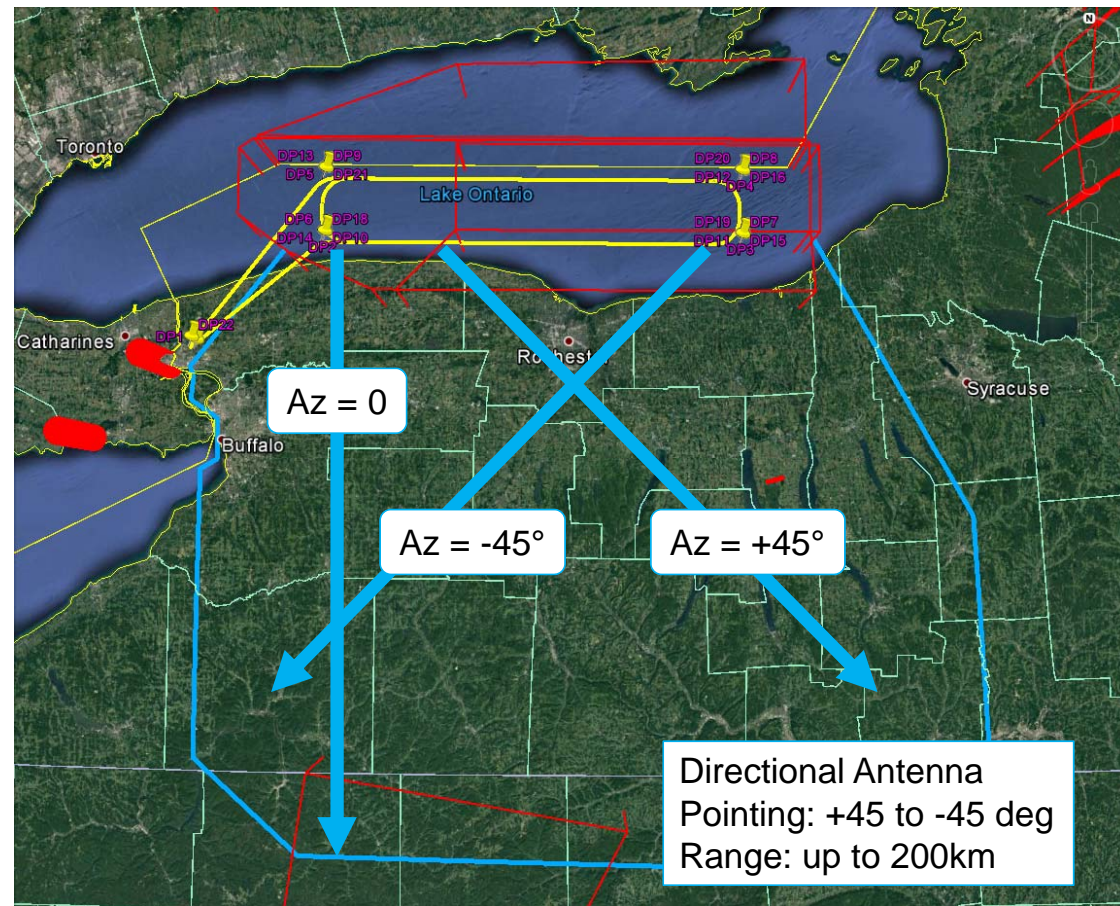 N
Toronto
DP13 DP9
DP5 DP21
DP20 DP8
DP12 DP16
DP4
Lake Ontario
DP6 DP18
DP14 DP10
DP19 DP7
DP11 DP15
DP3
DP1 DP22
Catharines
Rochester
Syracuse
Az = 0
Buffalo
Az = -45°
Az = +45°
Directional Antenna
Pointing: +45 to -45 deg
Range: up to 200km